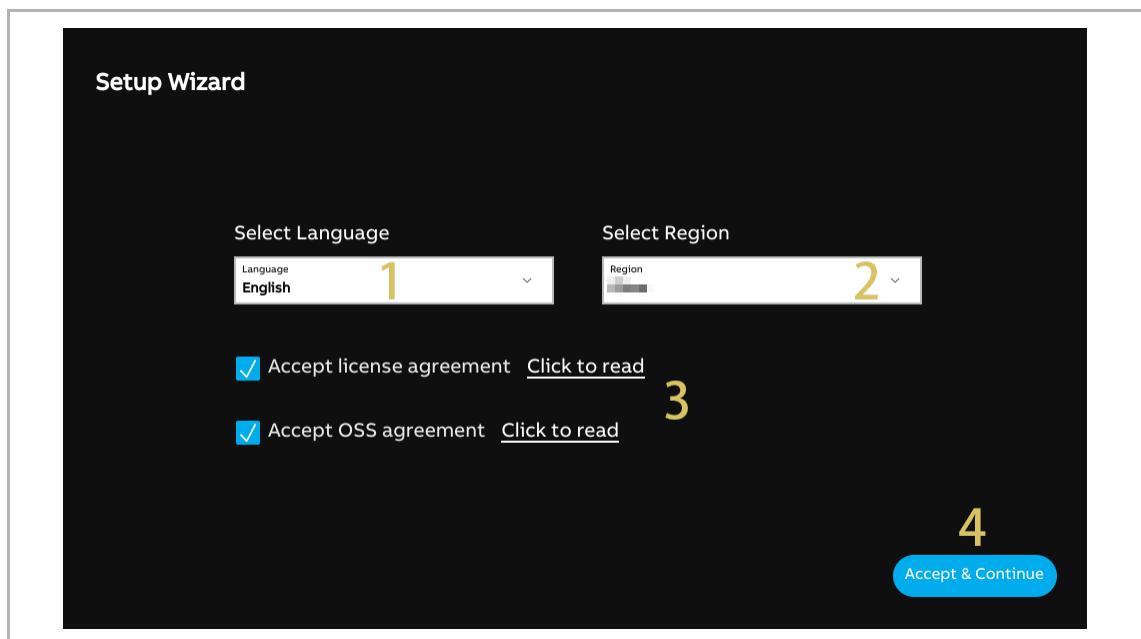 Setup Wizard
Select Language Select Region
Language
English
1
Region
2
Accept license agreement Click to read
3
Accept OSS agreement Click to read
4
Accept & Continue